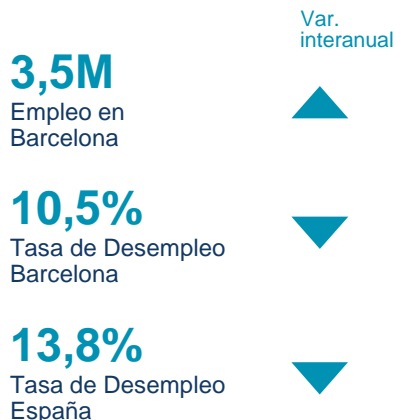 Var.
interanual
3,5M
Empleo en
Barcelona
10,5%
Tasa de Desempleo
Barcelona
13,8%
Tasa de Desempleo
España